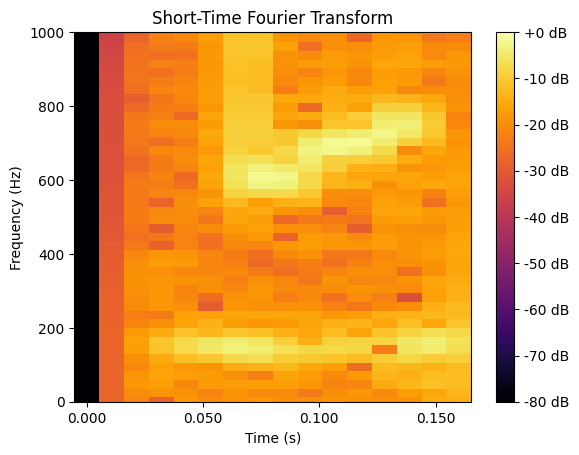 Short-Time Fourier Transform
1000
800
600
400
200
0
Frequency (Hz)
0.000
0.050
0.100
0.150
Time (s)
+0 dB
-10 dB
-20 dB
-30 dB
-40 dB
-50 dB
-60 dB
-70 dB
-80 dB